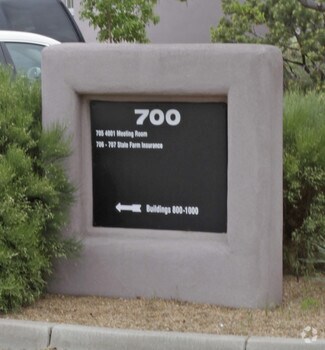 700
705 4001 Meeting Room
706 - 707 State Farm Insurance
Buildings 800-1000